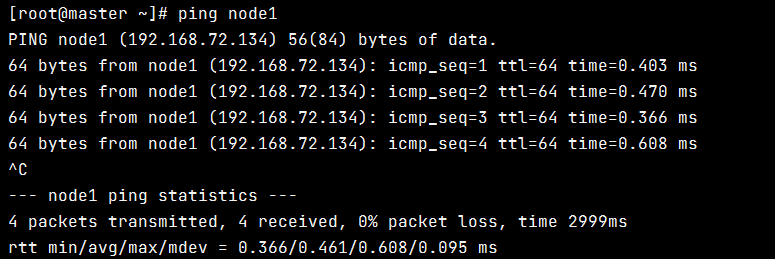 [root@master ~]# ping node1
PING node1 (192.168.72.134) 56(84) bytes of data.
64 bytes from node1 (192.168.72.134): icmp_seq=1 ttl=64 time=0.403 ms
64 bytes from node1 (192.168.72.134): icmp_seq=2 ttl=64 time=0.470 ms
64 bytes from node1 (192.168.72.134): icmp_seq=3 ttl=64 time=0.366 ms
64 bytes from node1 (192.168.72.134): icmp_seq=4 ttl=64 time=0.608 ms
^C
--- node1 ping statistics ---
4 packets transmitted, 4 received, 0% packet loss, time 2999ms
rtt min/avg/max/mdev = 0.366/0.461/0.608/0.095 ms